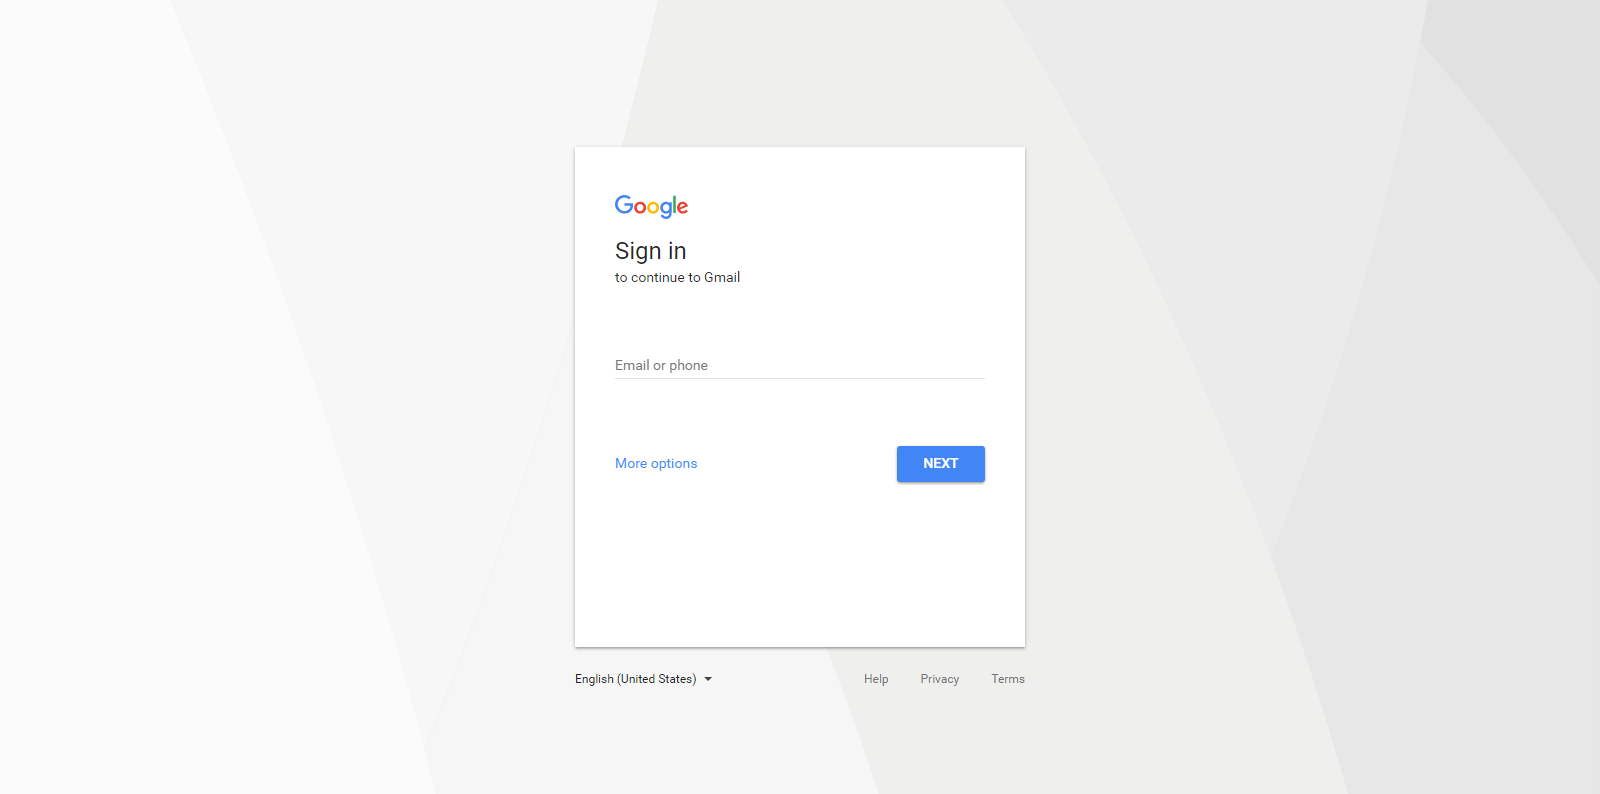 Google
Sign in
to continue to Gmail
Email or phone
More options
NEXT
English (United States)
Help Privacy Terms